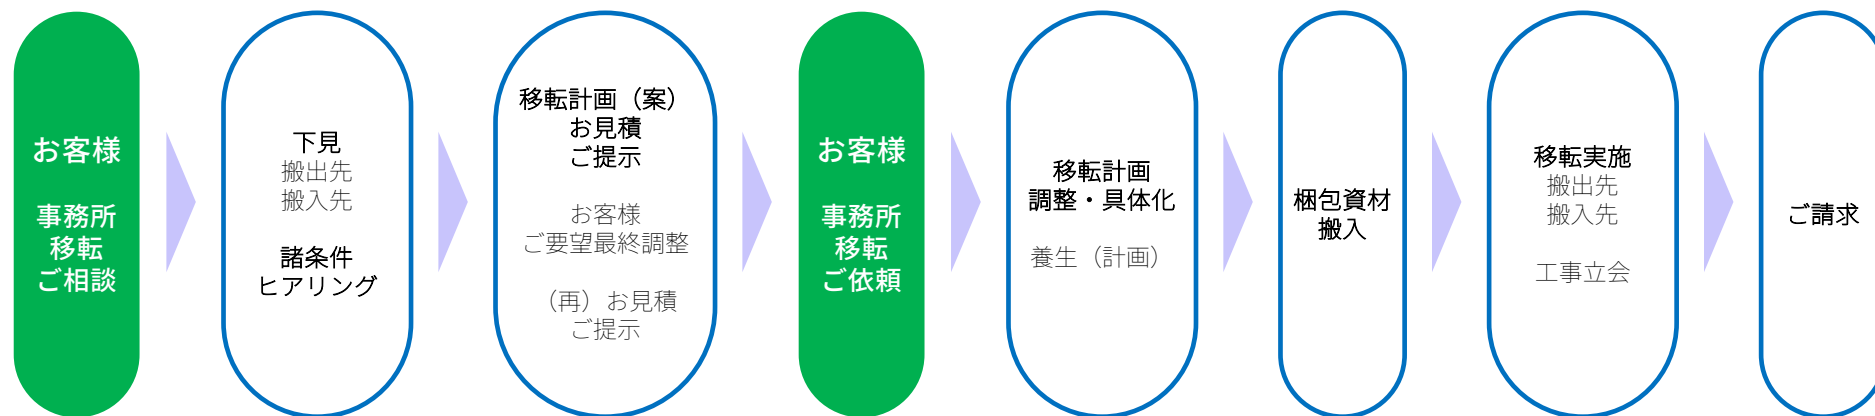 お客様
事務所
移転
ご相談
下見
搬出先
搬入先
諸条件
ヒアリング
移転計画（案）
お見積
ご提示
お客様
ご要望最終調整
（再）お見積
ご提示
お客様
事務所
移転
ご依頼
移転計画
調整・具体化
養生（計画）
梱包資材
搬入
移転実施
搬出先
搬入先
工事立会
ご請求